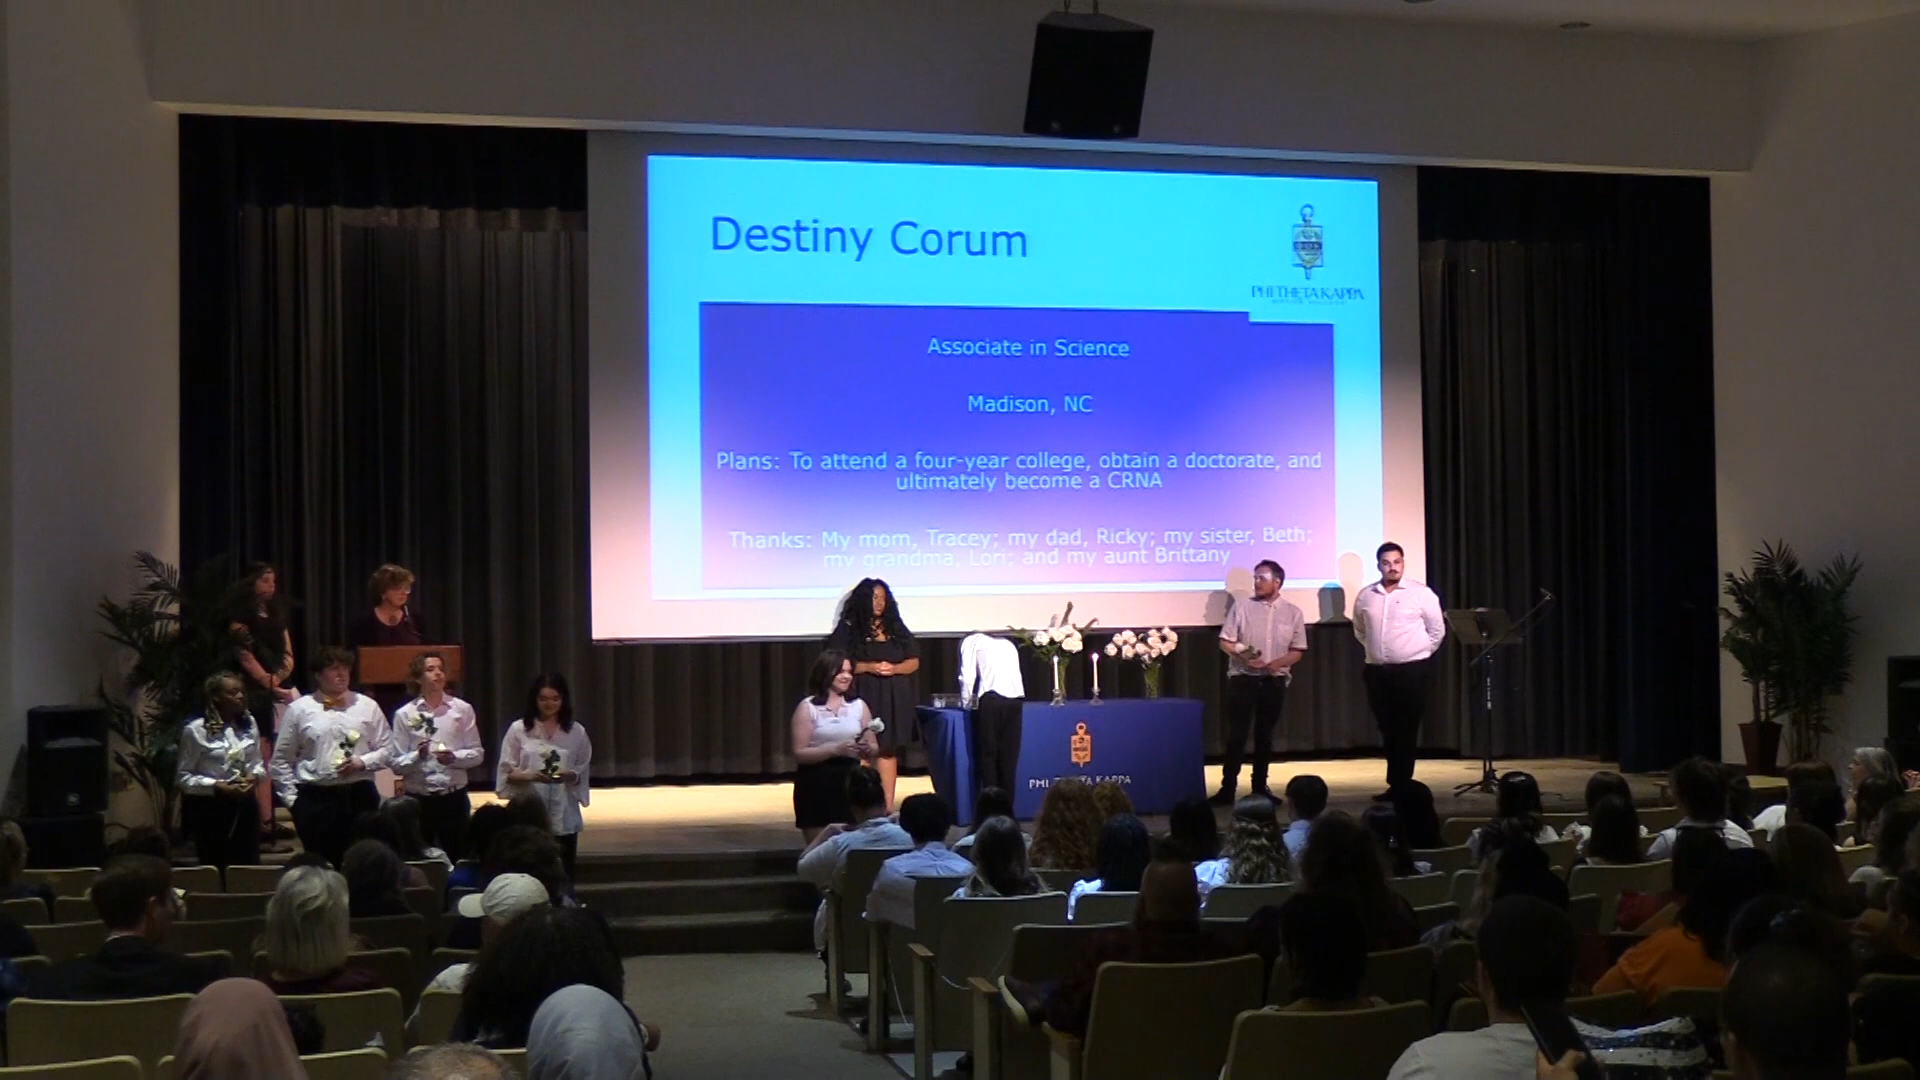 Destiny Corum
PHI THETA KAPPA
Associate in Science
Madison, NC
Plans: To attend a four-year college, obtain a doctorate, and
ultimately become a CRNA
Thanks: My mom, Tracey; my dad, Ricky; my sister, Beth;
my grandma, Lori; and my aunt Brittany
PHI THETA KAPPA